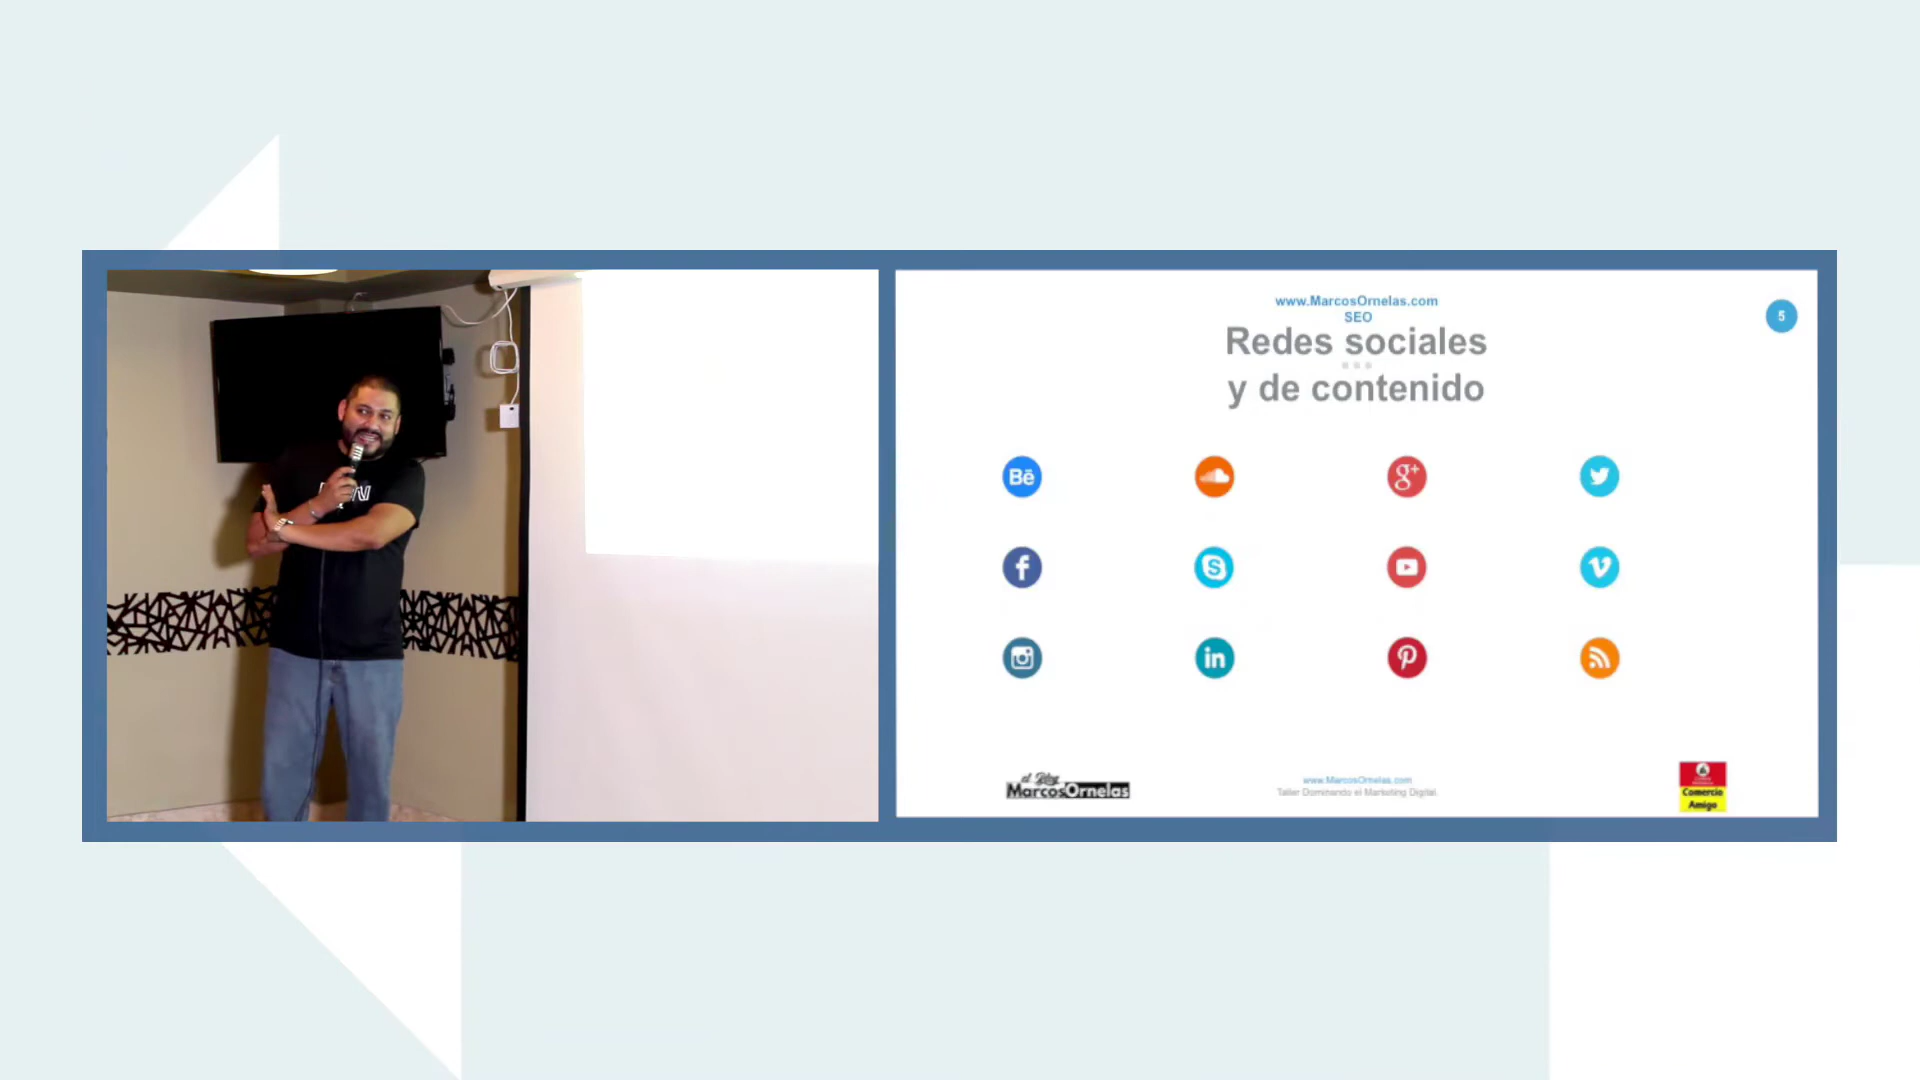 www.MarcosOrnelas.com
SEO
5
Redes sociales
y de contenido
Bē
g+
f
S
v
in
el Blog
MarcosOrnelas
www.MarcosOrnelas.com
Taller Dominando el Marketing Digital
Comercio
Amigo